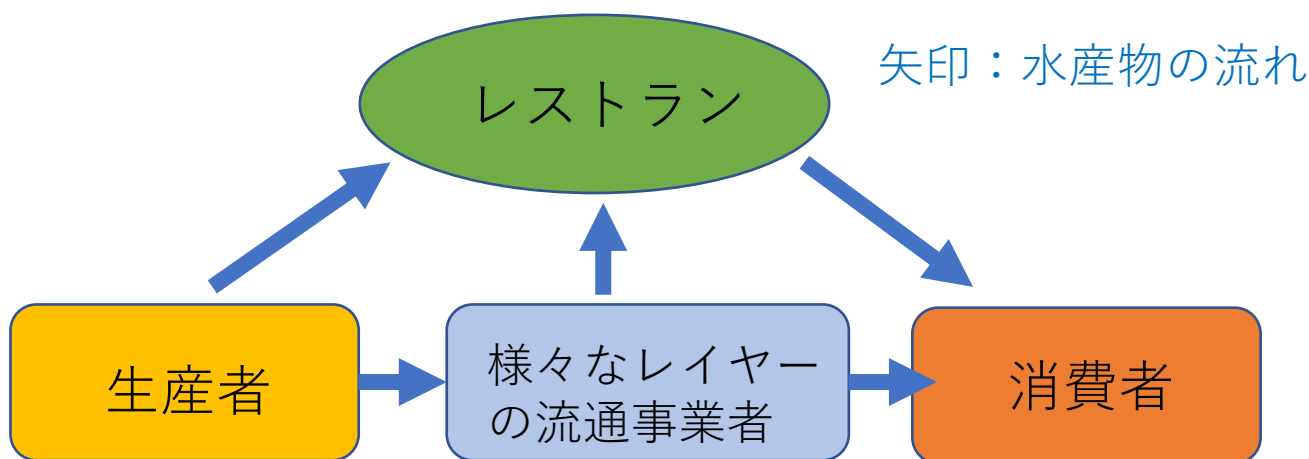 レストラン
矢印：水産物の流れ
生産者
様々なレイヤー
の流通事業者
消費者